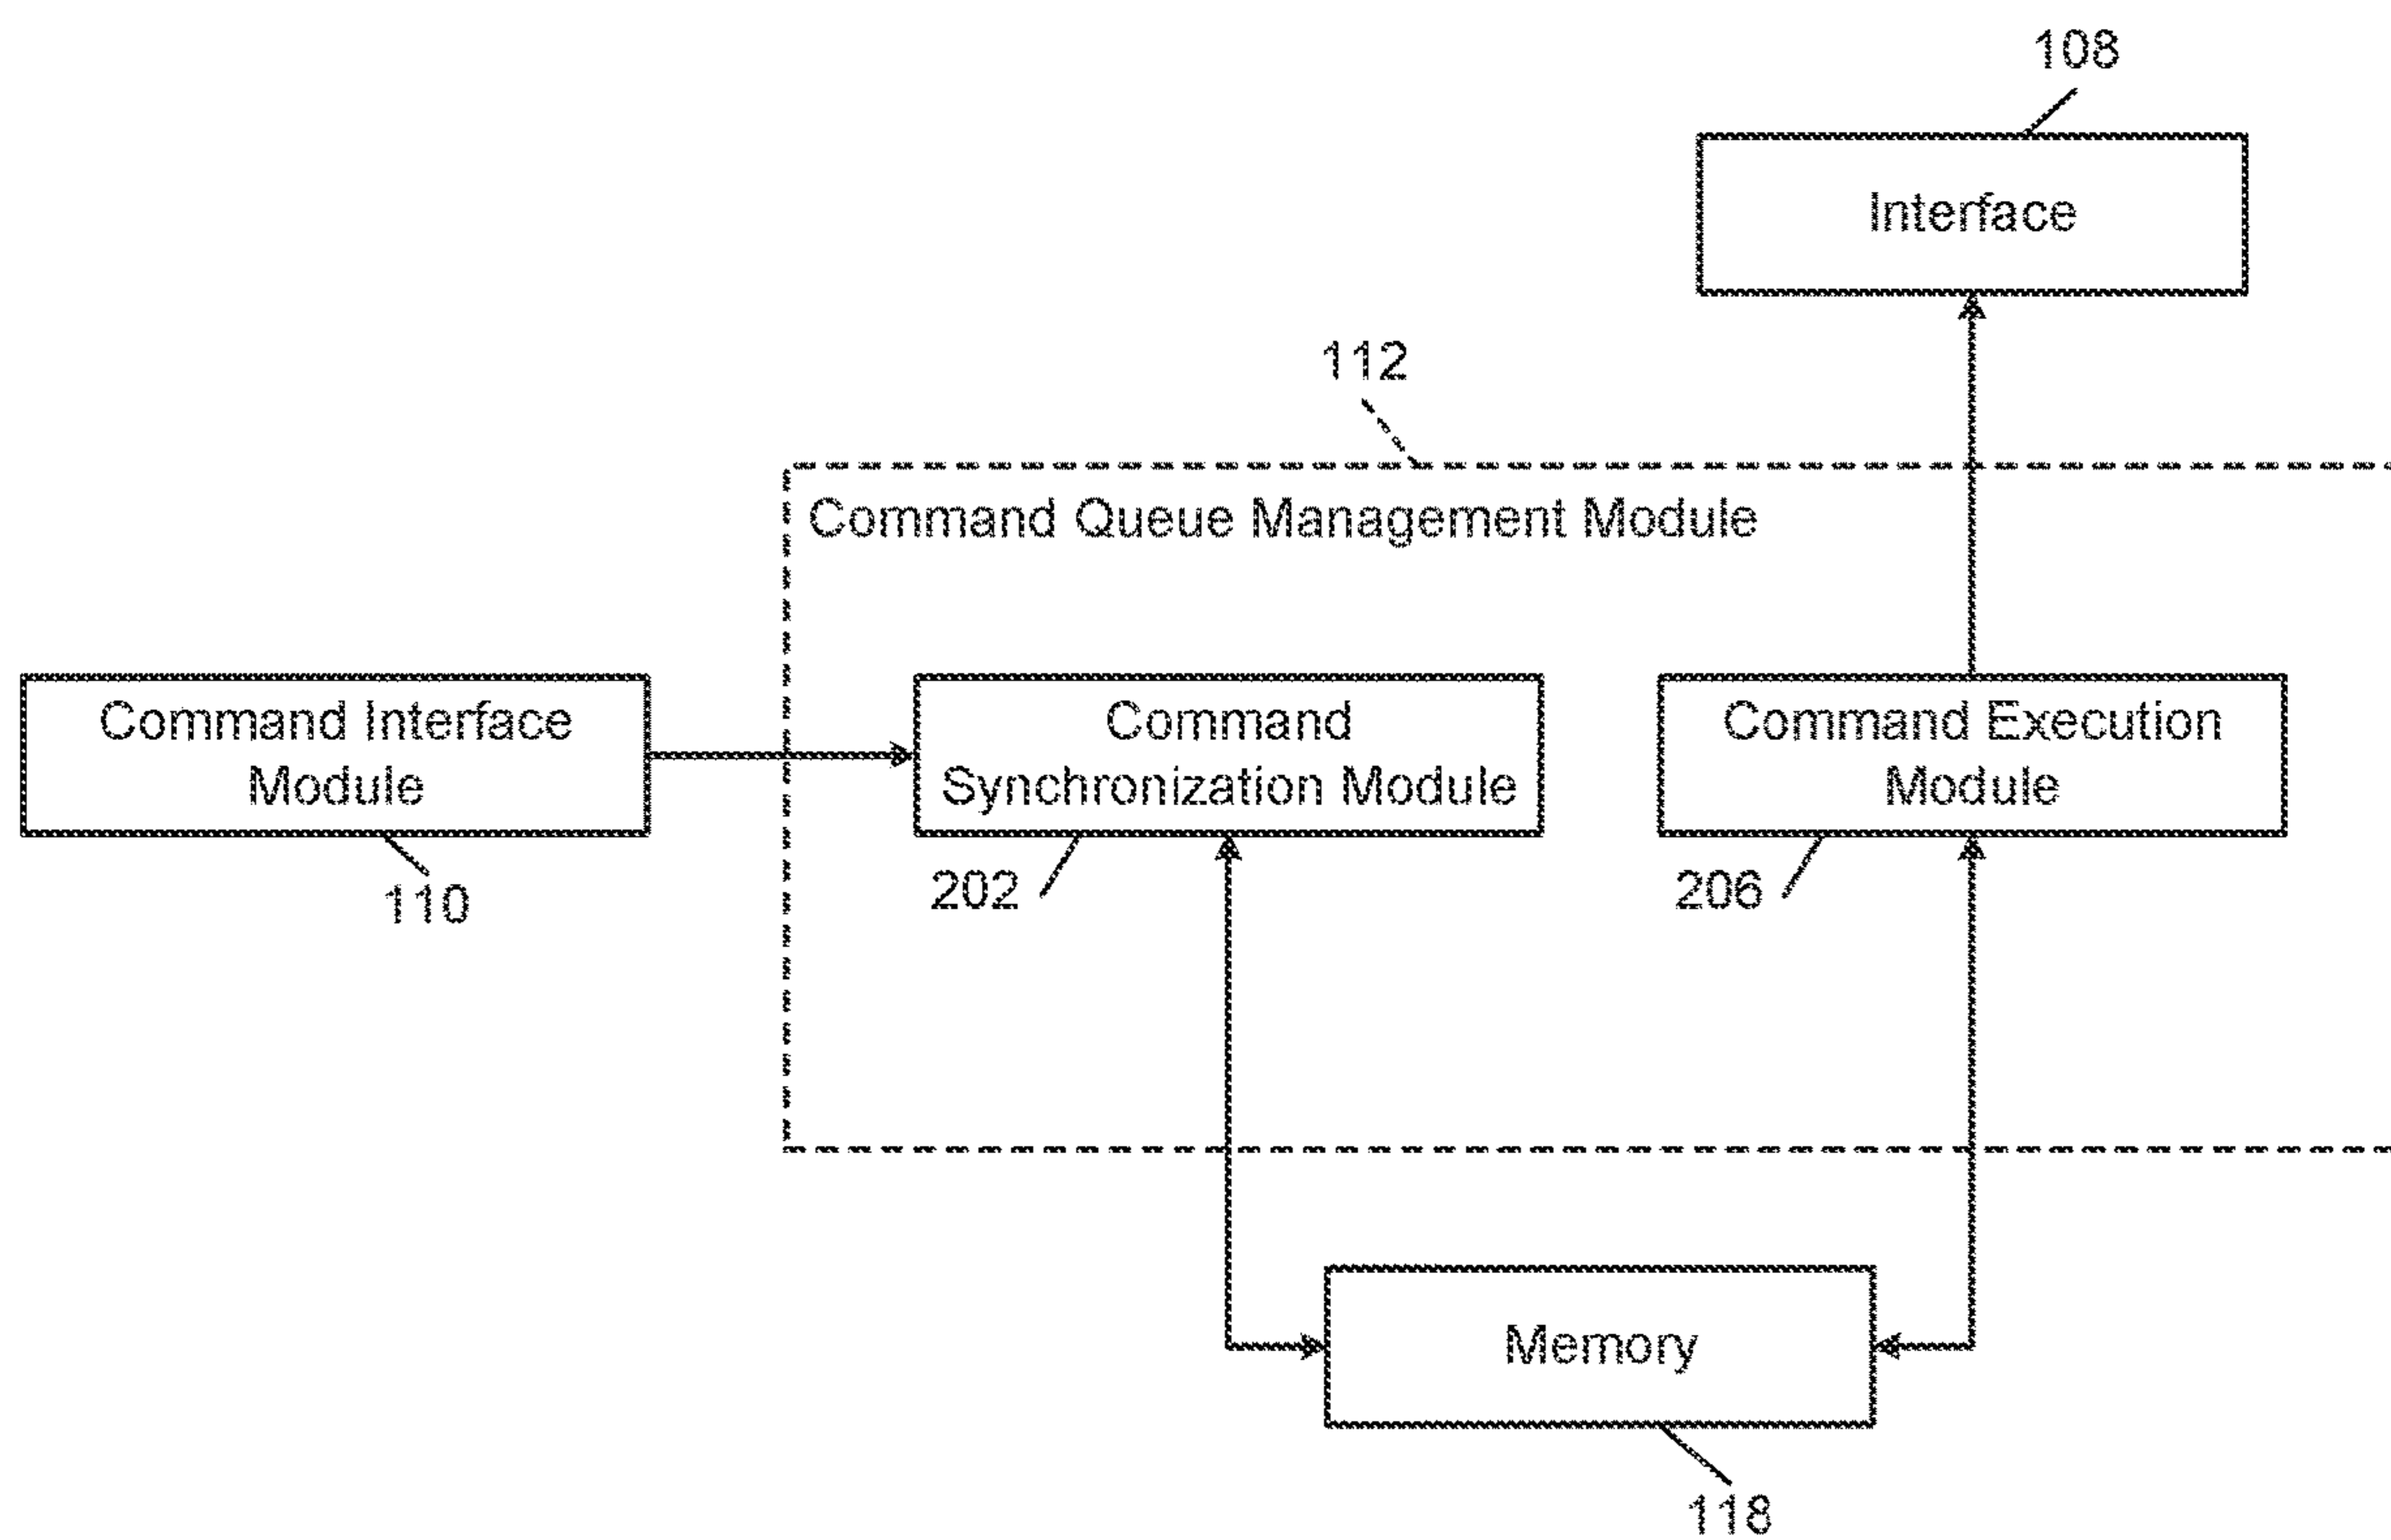 108
Interface
112
Command Queue Management Module
Command Interface
Module
110
Command
Synchronization Module
202
Command Execution
Module
206
Memory
118